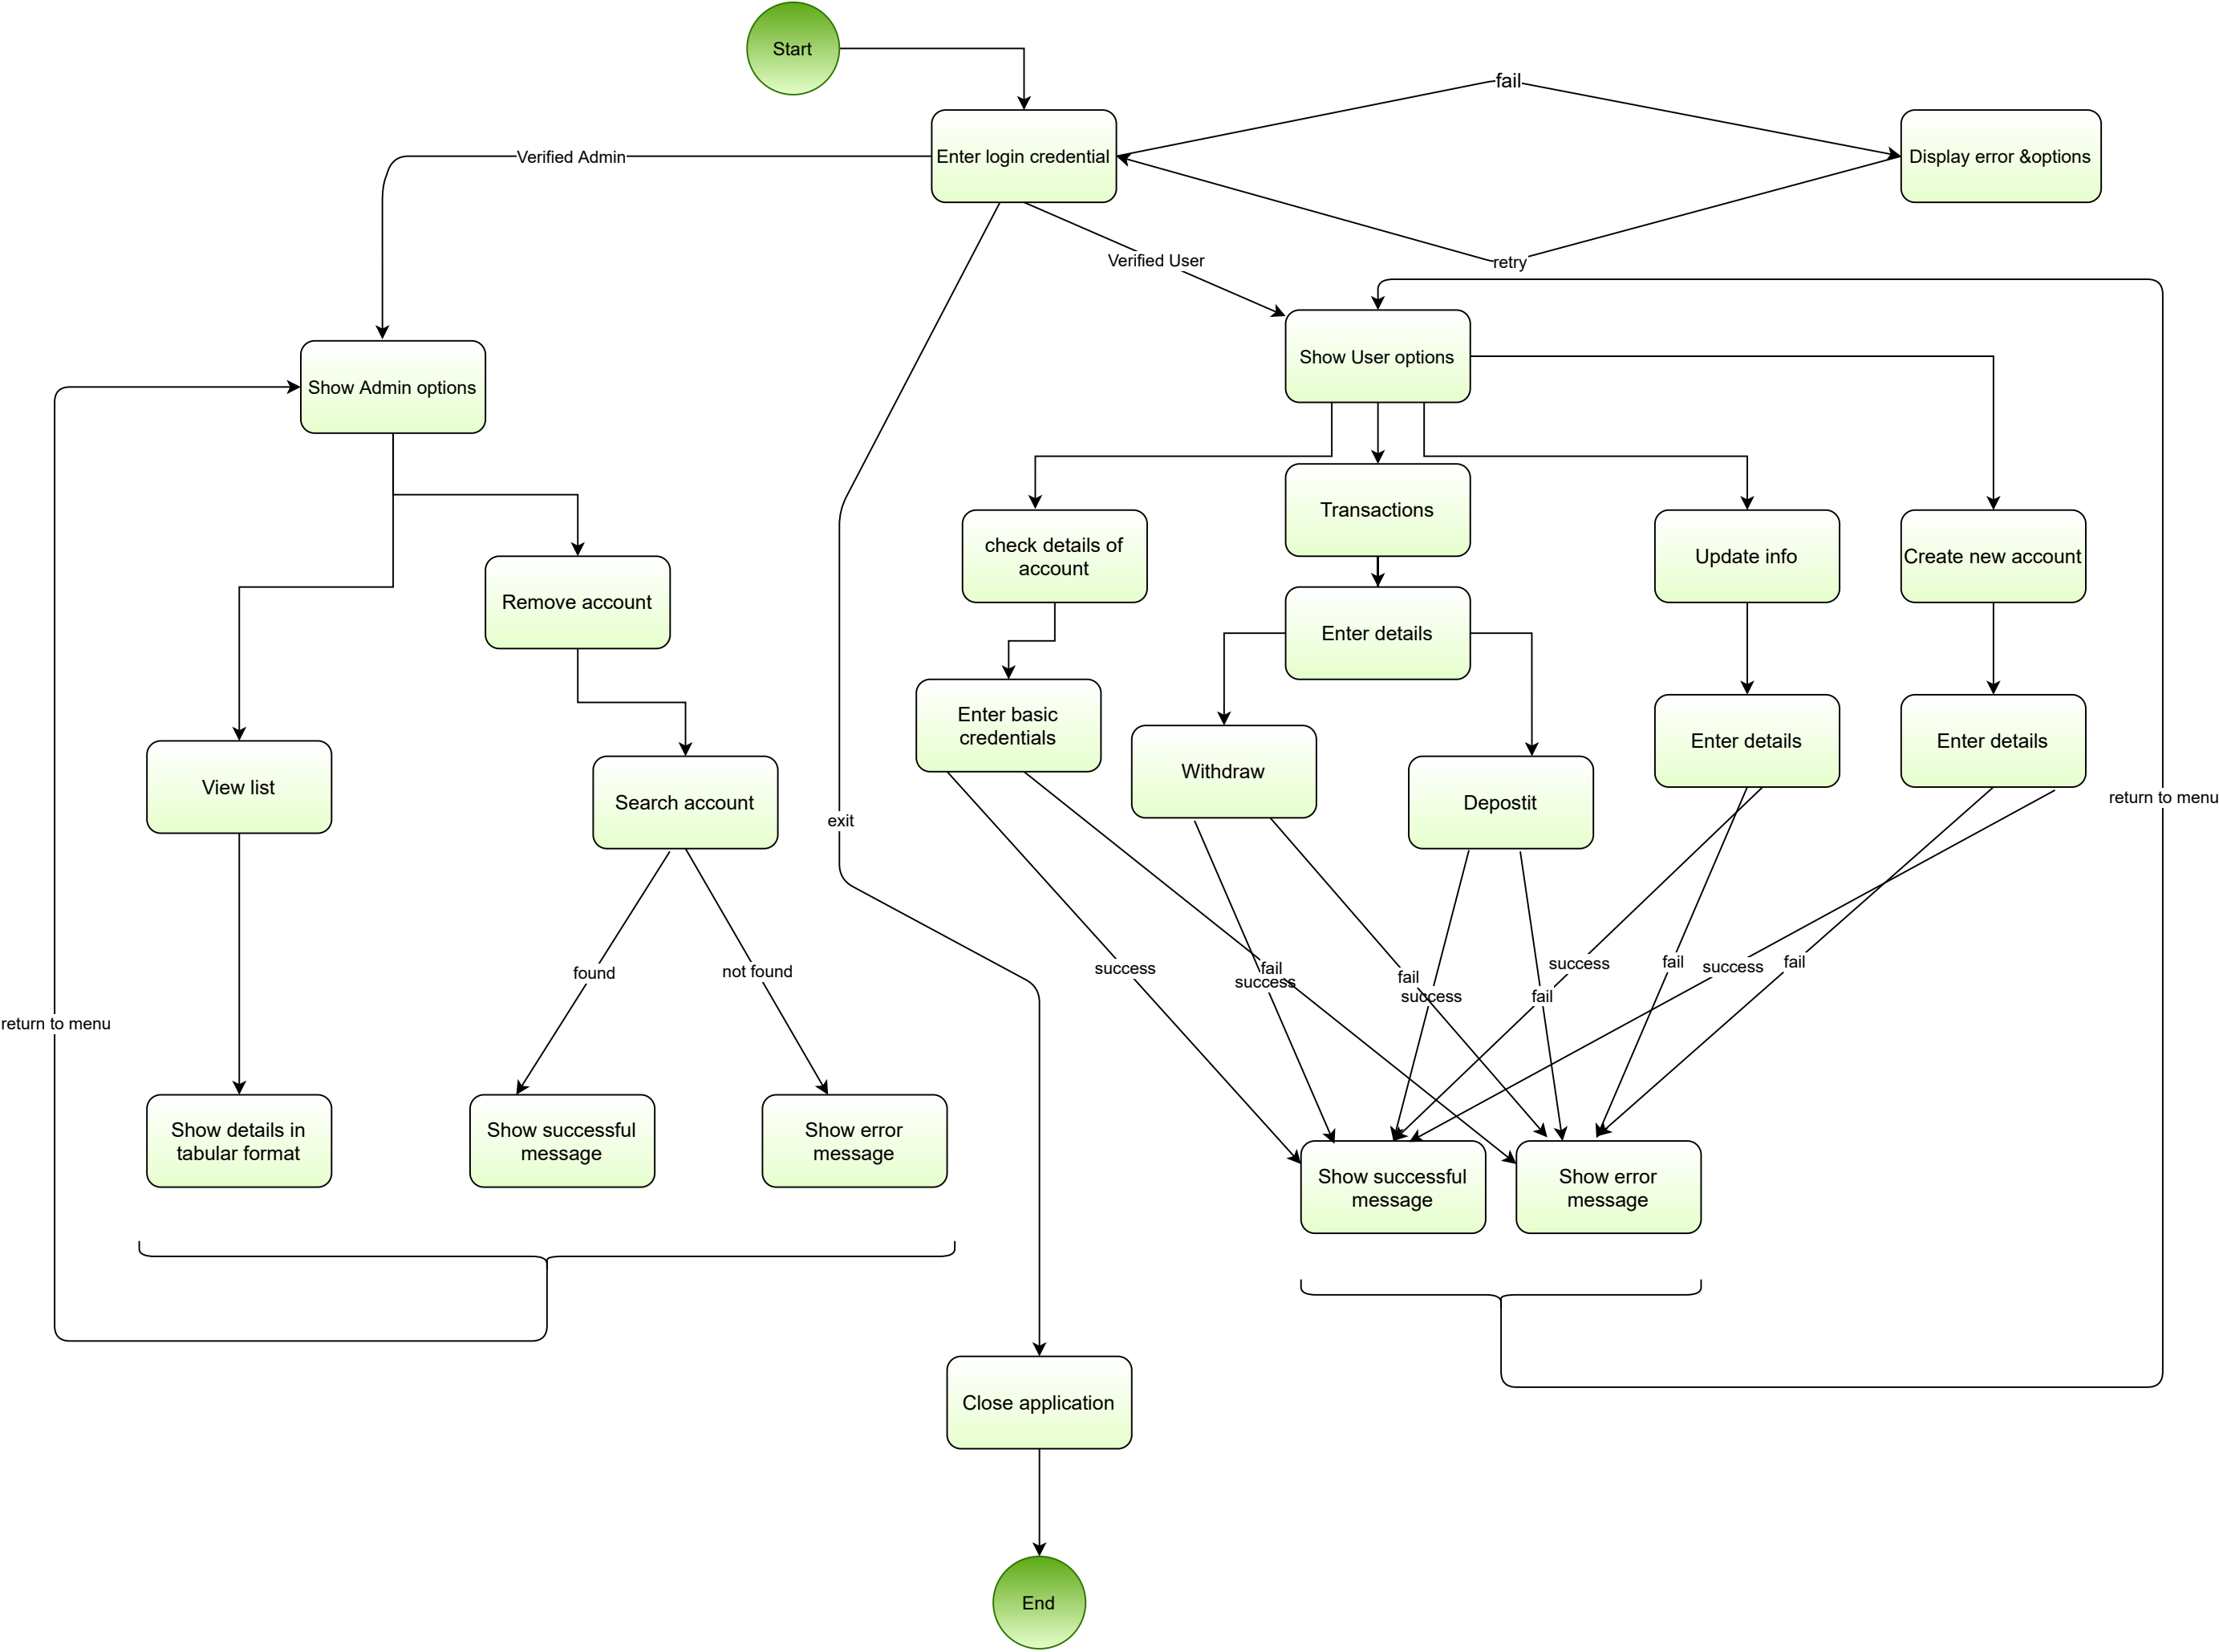 Start
fail
Enter login credential
Display error &options
Verified Admin
Verified User
retry
Show User options
Show Admin options
Transactions
check details of
account
Update info
Create new account
Remove account
Enter details
Enter basic
credentials
Enter details
Enter details
Withdraw
View list
Search account
Depostit
return to menu
exit
success
fail
success
fail
success
fail
success
fail
success
fail
found
not found
return to menu
Show details in
tabular format
Show successful
message
Show error
message
Show successful
message
Show error
message
Close application
End